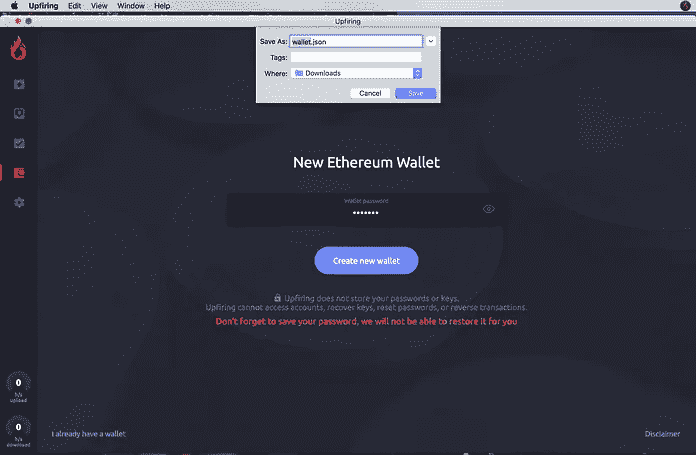 Upfiring Edit View Window Help
Upfiring
Save As: wallet.json
Tags:
Where: Downloads
Cancel Save
New Ethereum Wallet
Wallet password
•••••••
Create new wallet
Upfiring does not store your passwords or keys.
Upfiring cannot access accounts, recover keys, reset passwords, or reverse transactions.
Don't forget to save your password, we will not be able to restore it for you
0
b/s
upload
0
b/s
download
I already have a wallet
Disclaimer